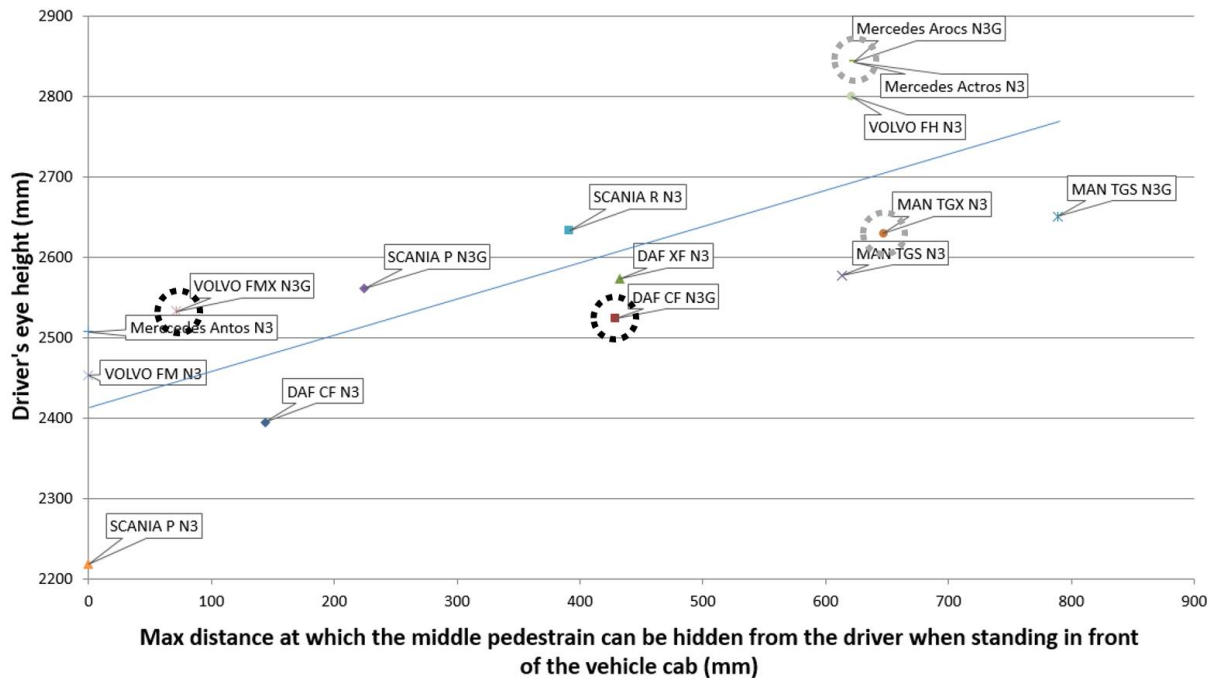 2900
Mercedes Arocs N3G
Mercedes Actros N3
2800
VOLVO FH N3
2700
SCANIA R N3
MAN TGX N3
MAN TGS N3G
2600
SCANIA P N3G
DAF XF N3
MAN TGS N3
VOLVO FMX N3G
DAF CF N3G
Mercedes Antos N3
2500
VOLVO FM N3
DAF CF N3
2400
2300
SCANIA P N3
2200
Driver's eye height (mm)
0 100 200 300 400 500 600 700 800 900
Max distance at which the middle pedestrain can be hidden from the driver when standing in front
of the vehicle cab (mm)